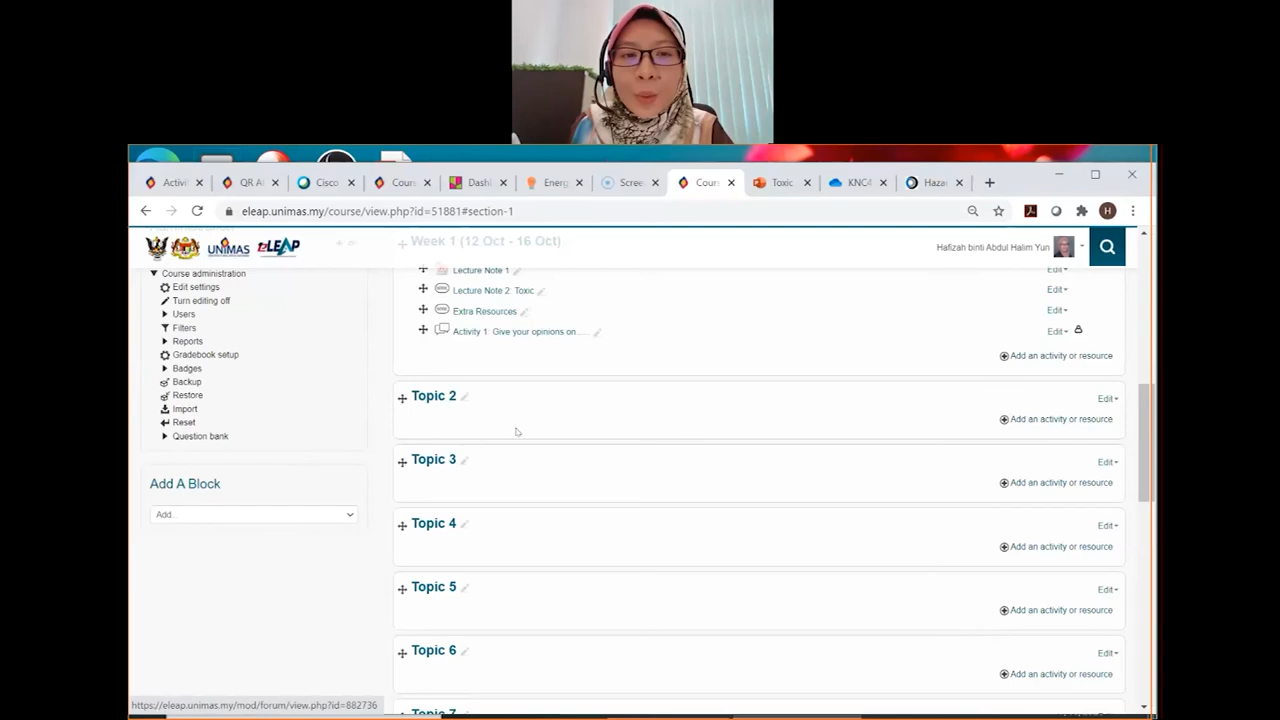 Activi
QR A
Cisco
Cours
Dashl
Energ
Scree
Cours
Toxic
KNC4
Hazar
eleap.unimas.my/course/view.php?id=51881#section-1
UNIMAS
eLEAP
Hafizah binti Abdul Halim Yun
Week 1 (12 Oct - 16 Oct)
Course administration
Edit settings
Turn editing off
Users
Filters
Reports
Gradebook setup
Badges
Backup
Restore
Import
Reset
Question bank
Add A Block
Add...
Lecture Note 1
Edit
Lecture Note 2: Toxic
Edit
Extra Resources
Edit
Activity 1: Give your opinions on.....
Edit
Add an activity or resource
Topic 2
Edit
Add an activity or resource
Topic 3
Edit
Add an activity or resource
Topic 4
Edit
Add an activity or resource
Topic 5
Edit
Add an activity or resource
Topic 6
Edit
Add an activity or resource
Topic 7
https://eleap.unimas.my/mod/forum/view.php?id=882736